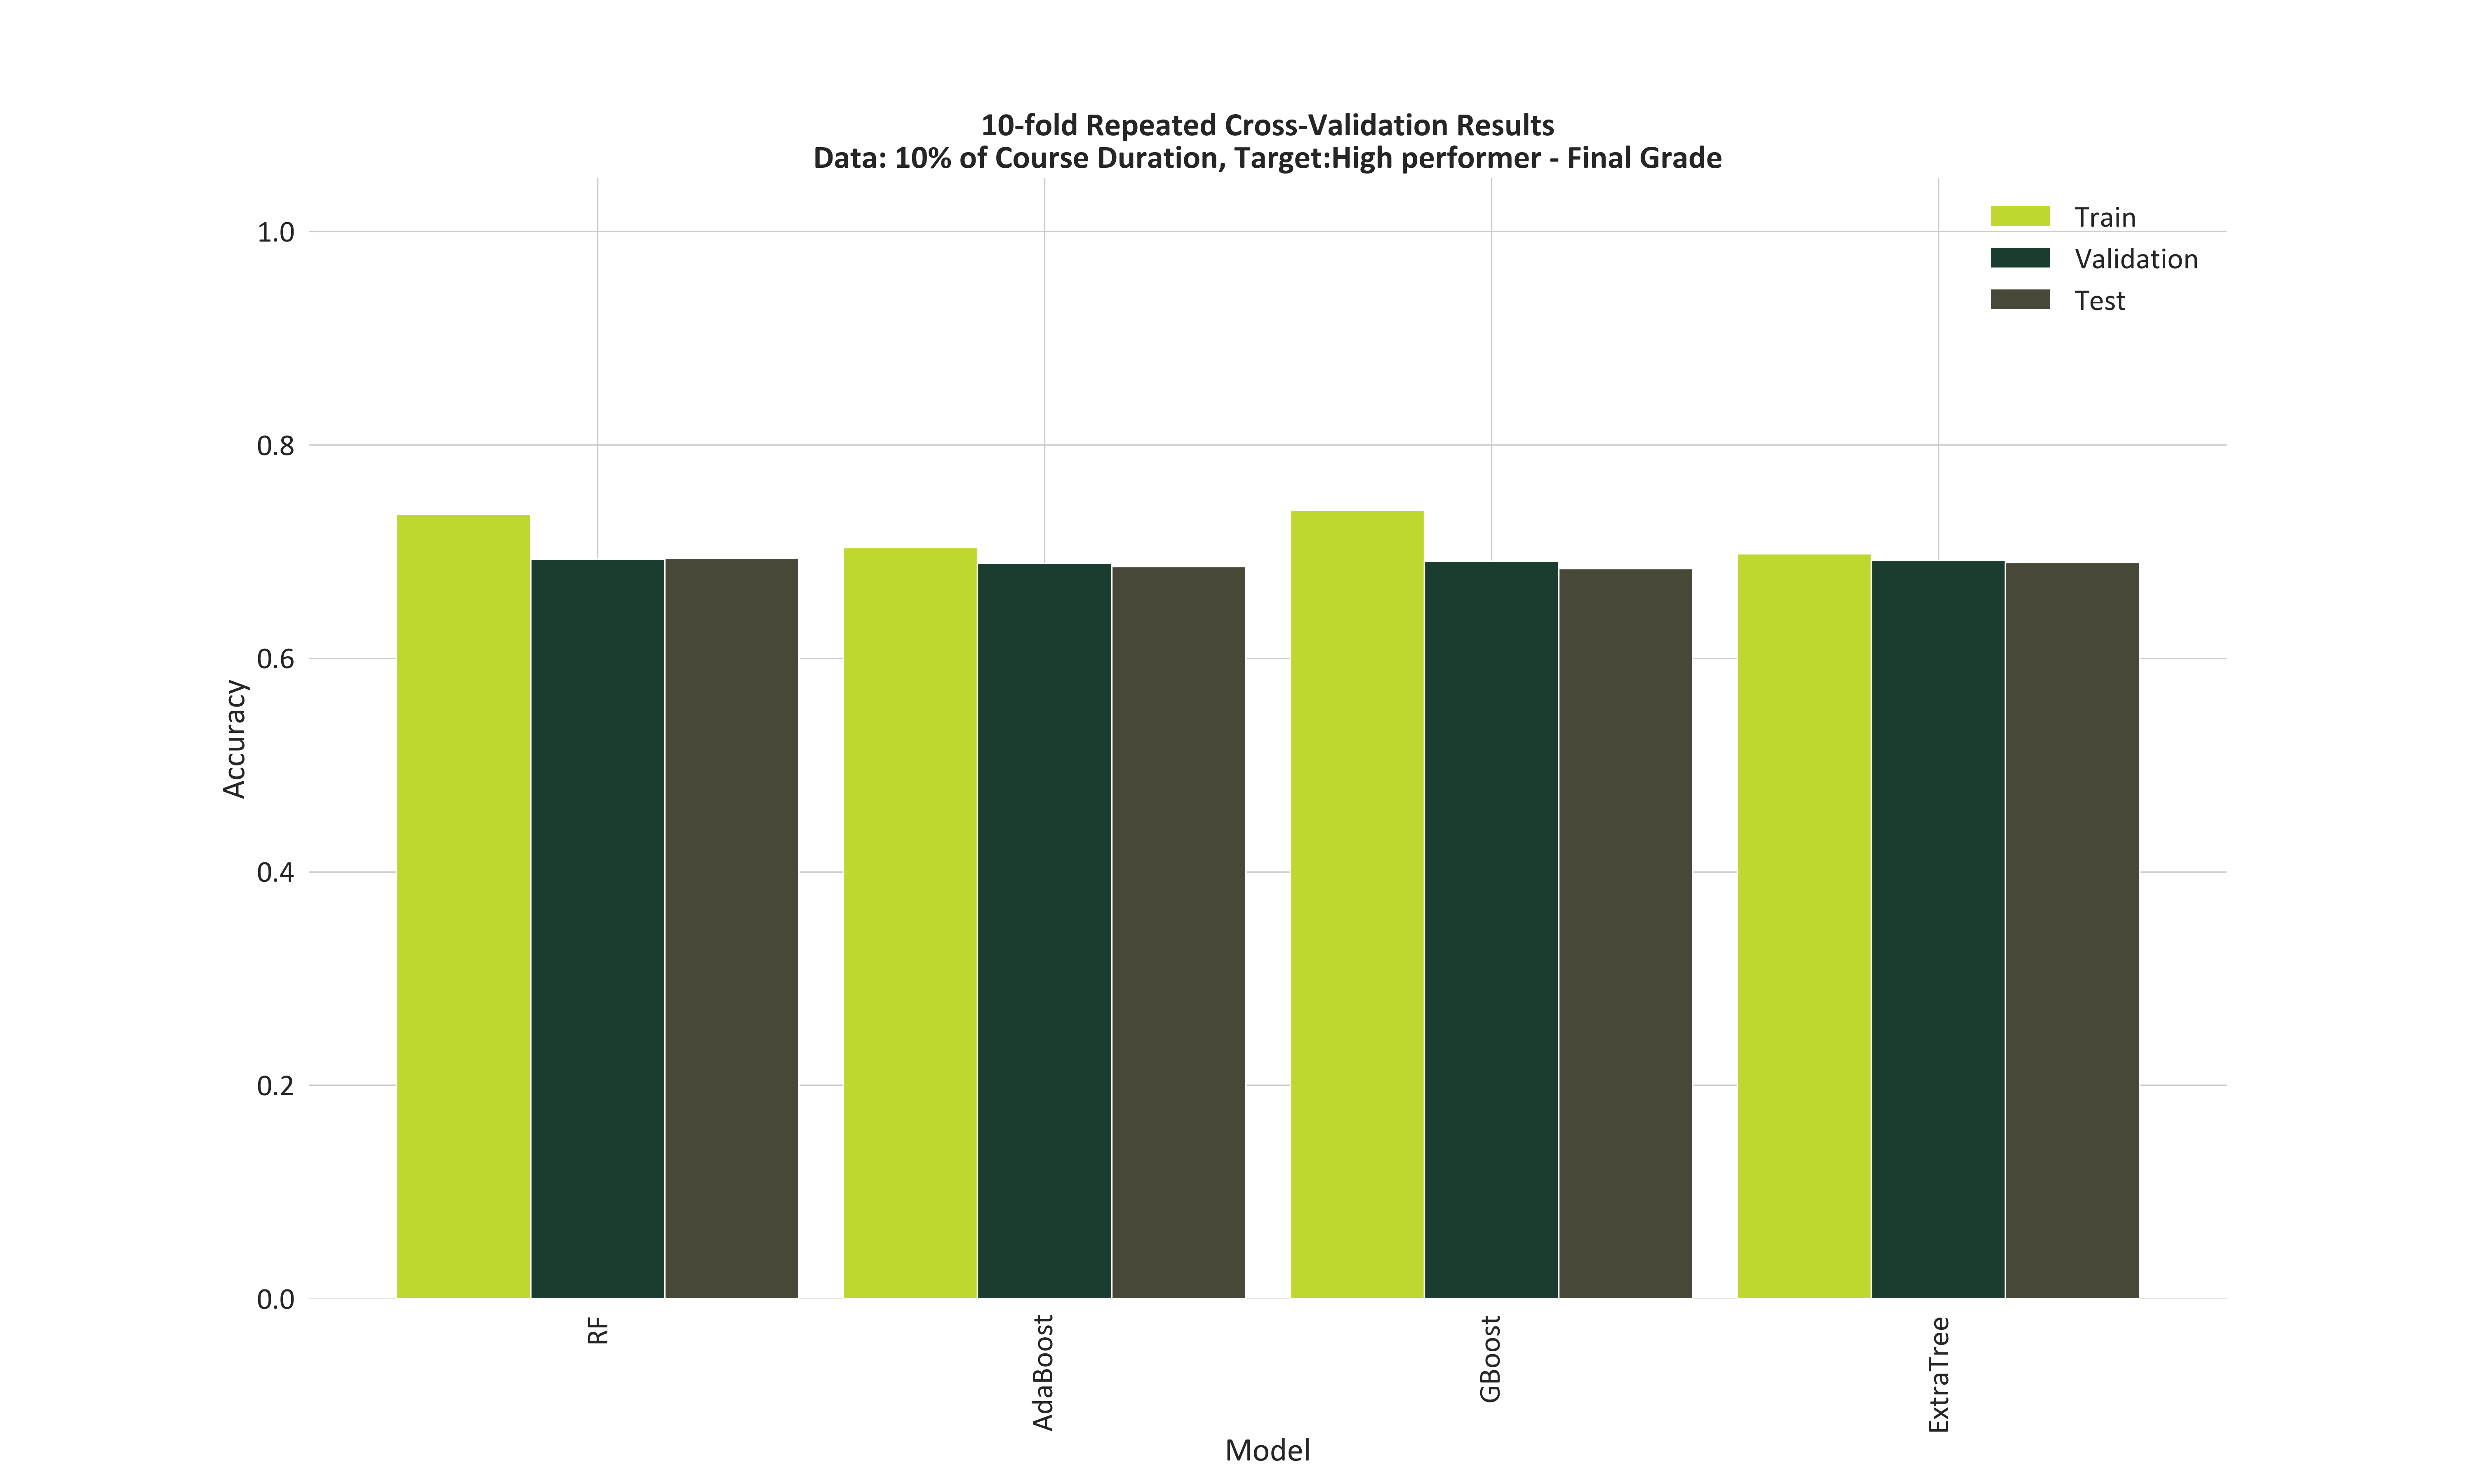 10-fold Repeated Cross-Validation Results
Data: 10% of Course Duration, Target:High performer - Final Grade
Train
Validation
Test
1.0
0.8
0.6
0.4
0.2
0.0
Accuracy
RF
AdaBoost
GBoost
ExtraTree
Model